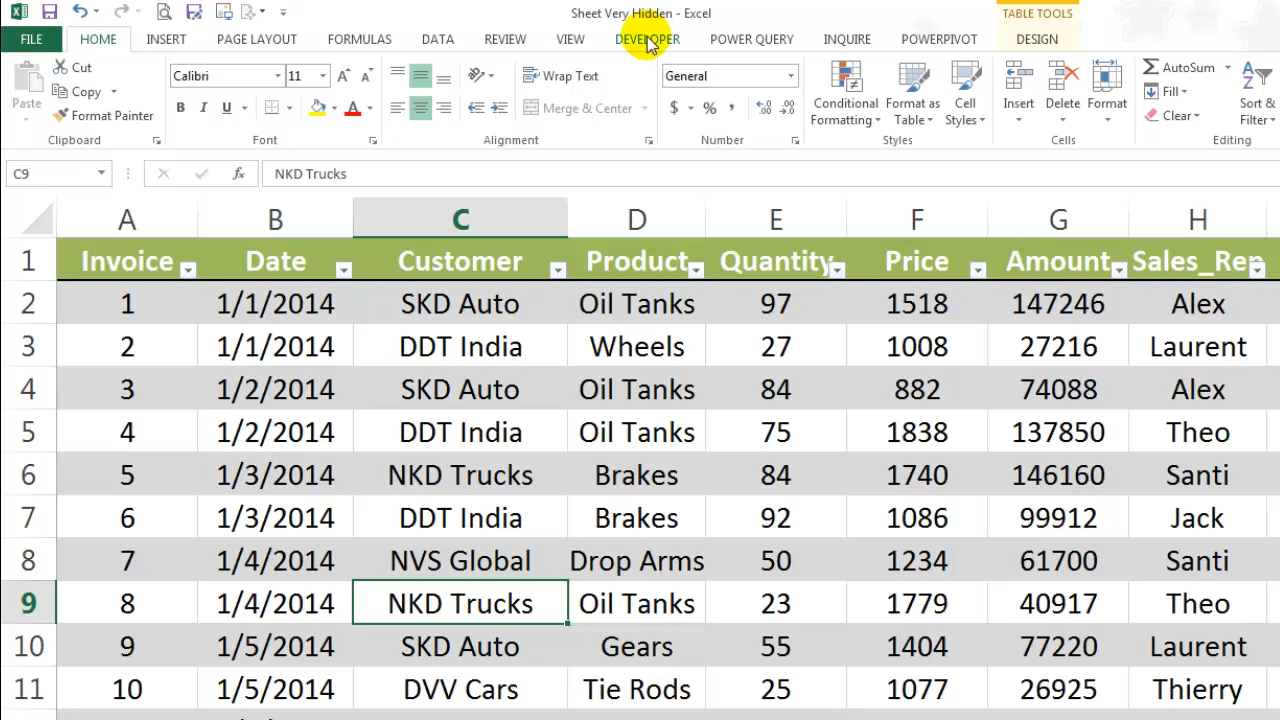 Sheet Very Hidden - Excel
TABLE TOOLS
FILE HOME INSERT PAGE LAYOUT FORMULAS DATA REVIEW VIEW DEVELOPER POWER QUERY INQUIRE POWERPIVOT DESIGN
Paste
Cut
Copy
Format Painter
Clipboard
Calibri 11
B I U
Font
Wrap Text
Merge & Center
Alignment
General
$ % , .0 .00 .00 .0
Number
Conditional Formatting
Format as Table
Cell Styles
Styles
Insert Delete Format
Cells
AutoSum
Fill
Clear
Sort & Filter
Editing
C9 fx NKD Trucks
A B C D E F G H
1 Invoice Date Customer Product Quantity Price Amount Sales_Rep
2 1 1/1/2014 SKD Auto Oil Tanks 97 1518 147246 Alex
3 2 1/1/2014 DDT India Wheels 27 1008 27216 Laurent
4 3 1/2/2014 SKD Auto Oil Tanks 84 882 74088 Alex
5 4 1/2/2014 DDT India Oil Tanks 75 1838 137850 Theo
6 5 1/3/2014 NKD Trucks Brakes 84 1740 146160 Santi
7 6 1/3/2014 DDT India Brakes 92 1086 99912 Jack
8 7 1/4/2014 NVS Global Drop Arms 50 1234 61700 Santi
9 8 1/4/2014 NKD Trucks Oil Tanks 23 1779 40917 Theo
10 9 1/5/2014 SKD Auto Gears 55 1404 77220 Laurent
11 10 1/5/2014 DVV Cars Tie Rods 25 1077 26925 Thierry